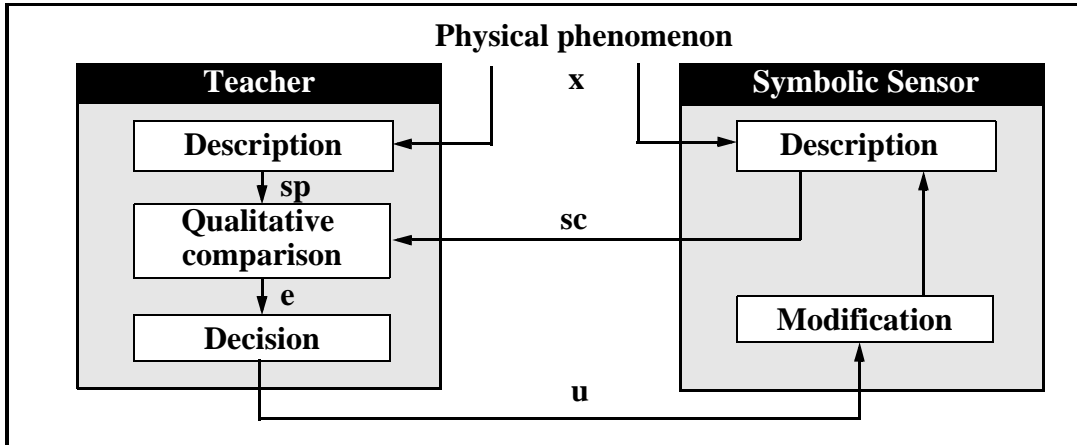 Physical phenomenon
x
Teacher
Description
sp
Qualitative
comparison
e
Decision
sc
u
Symbolic Sensor
Description
Modification